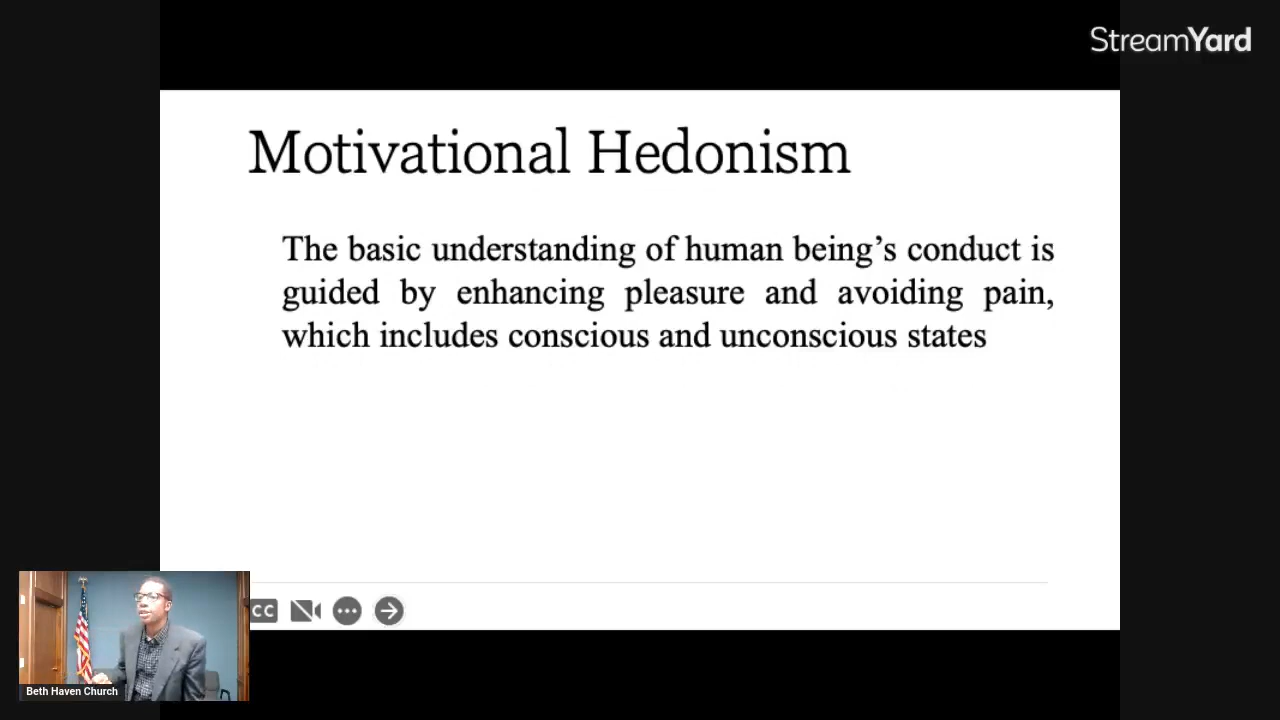 StreamYard
Motivational Hedonism
The basic understanding of human being’s conduct is
guided by enhancing pleasure and avoiding pain,
which includes conscious and unconscious states
CC
Beth Haven Church